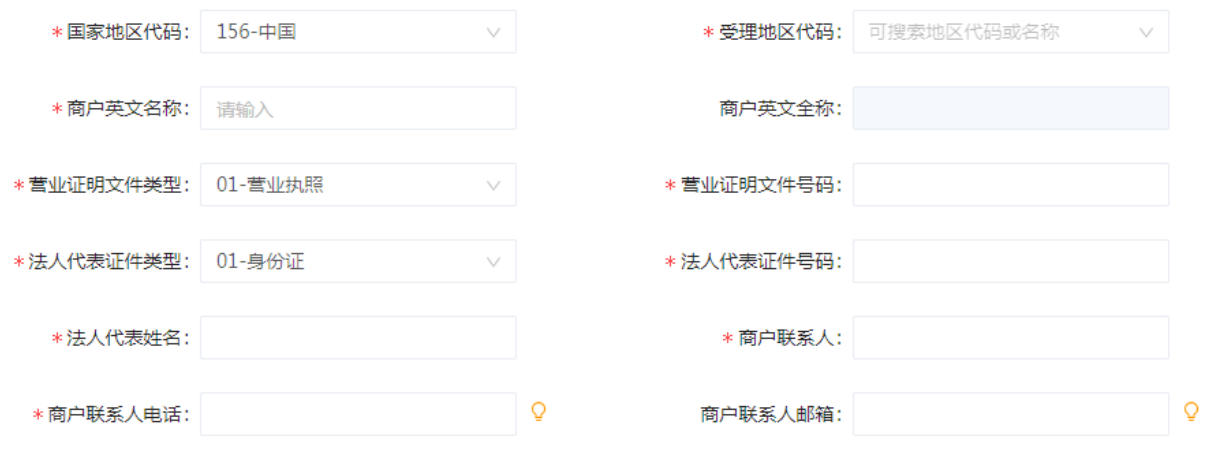 *国家地区代码: 156-中国 *受理地区代码: 可搜索地区代码或名称
*商户英文名称: 请输入 商户英文全称:
*营业证明文件类型: 01-营业执照 *营业证明文件号码:
*法人代表证件类型: 01-身份证 *法人代表证件号码:
*法人代表姓名: *商户联系人:
*商户联系人电话: 商户联系人邮箱: